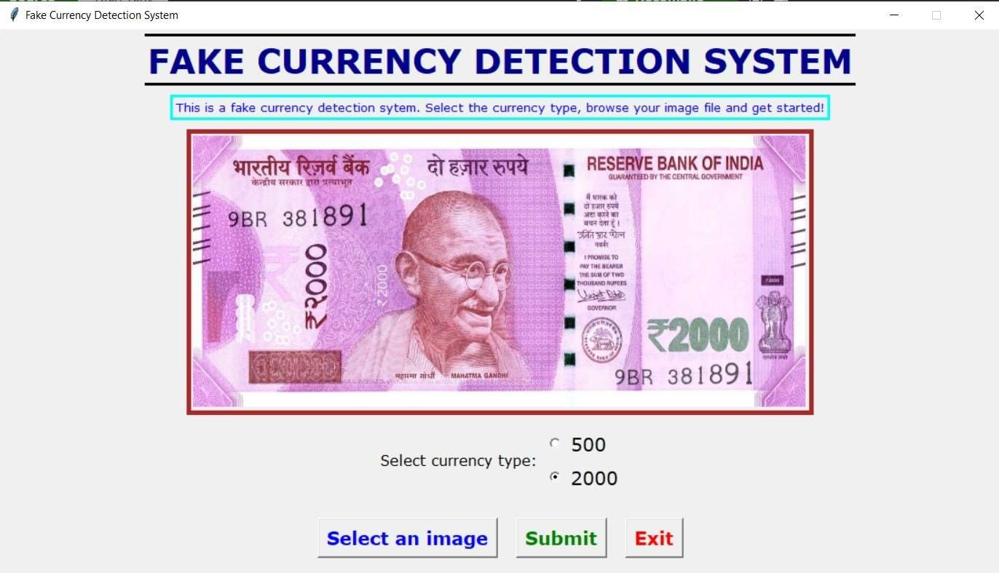 Fake Currency Detection System
FAKE CURRENCY DETECTION SYSTEM
This is a fake currency detection sytem. Select the currency type, browse your image file and get started!
भारतीय रिज़र्व बैंक
केन्द्रीय सरकार द्वारा प्रत्याभूत
दो हज़ार रुपये
RESERVE BANK OF INDIA
GUARANTEED BY THE CENTRAL GOVERNMENT
9BR 381891
मैं धारक को
दो हज़ार रुपये
अदा करने का
वचन देता हूँ ।
गवर्नर
I PROMISE TO
PAY THE BEARER
THE SUM OF TWO
THOUSAND RUPEES
GOVERNOR
₹२०००
₹2000
₹2000
₹2000
सत्यमेव जयते
महात्मा गांधी MAHATMA GANDHI
9BR 381891
Select currency type:
500
2000
Select an image
Submit
Exit